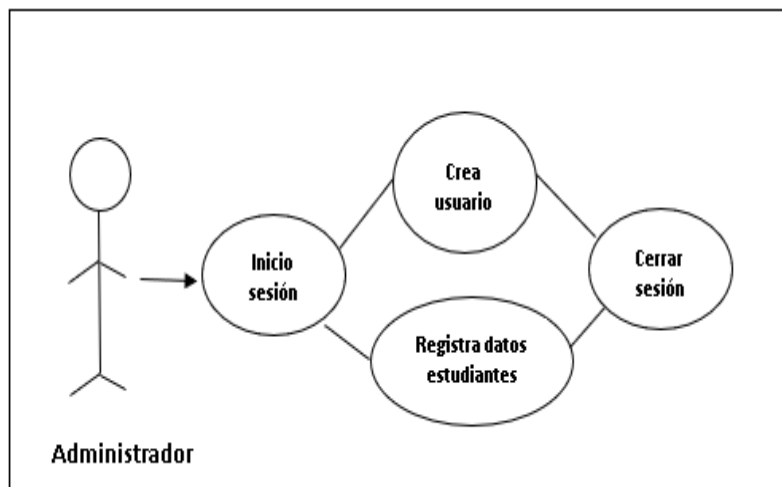 Crea
usuario
Inicio
sesión
Cerrar
sesión
Registra datos
estudiantes
Administrador